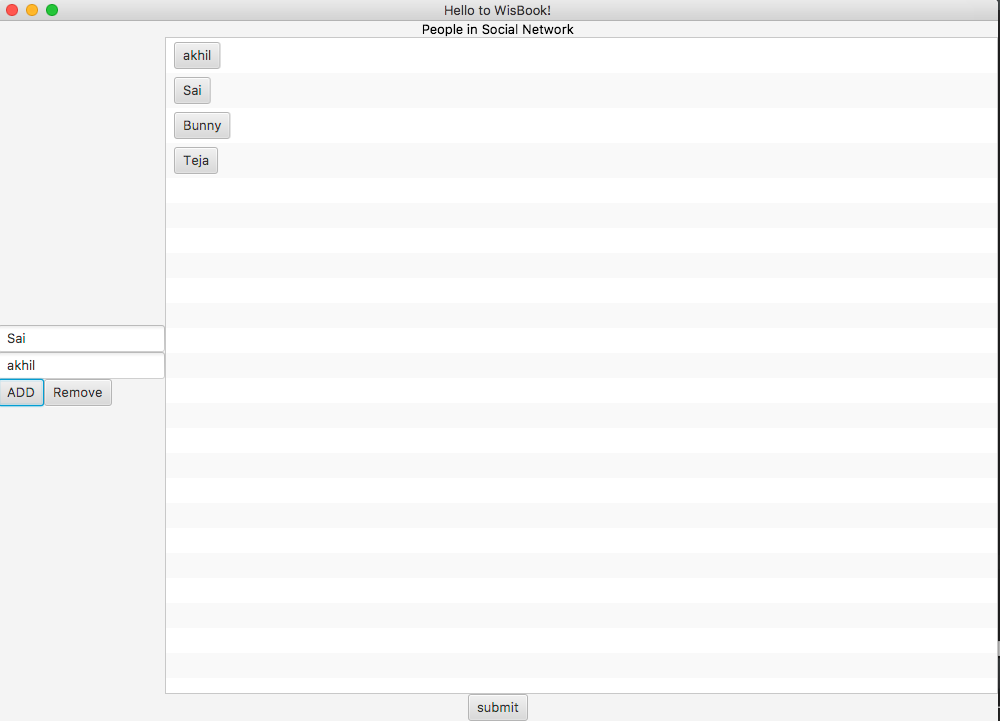 Hello to WisBook!
People in Social Network
akhil
Sai
Bunny
Teja
Sai
akhil
ADD Remove
submit